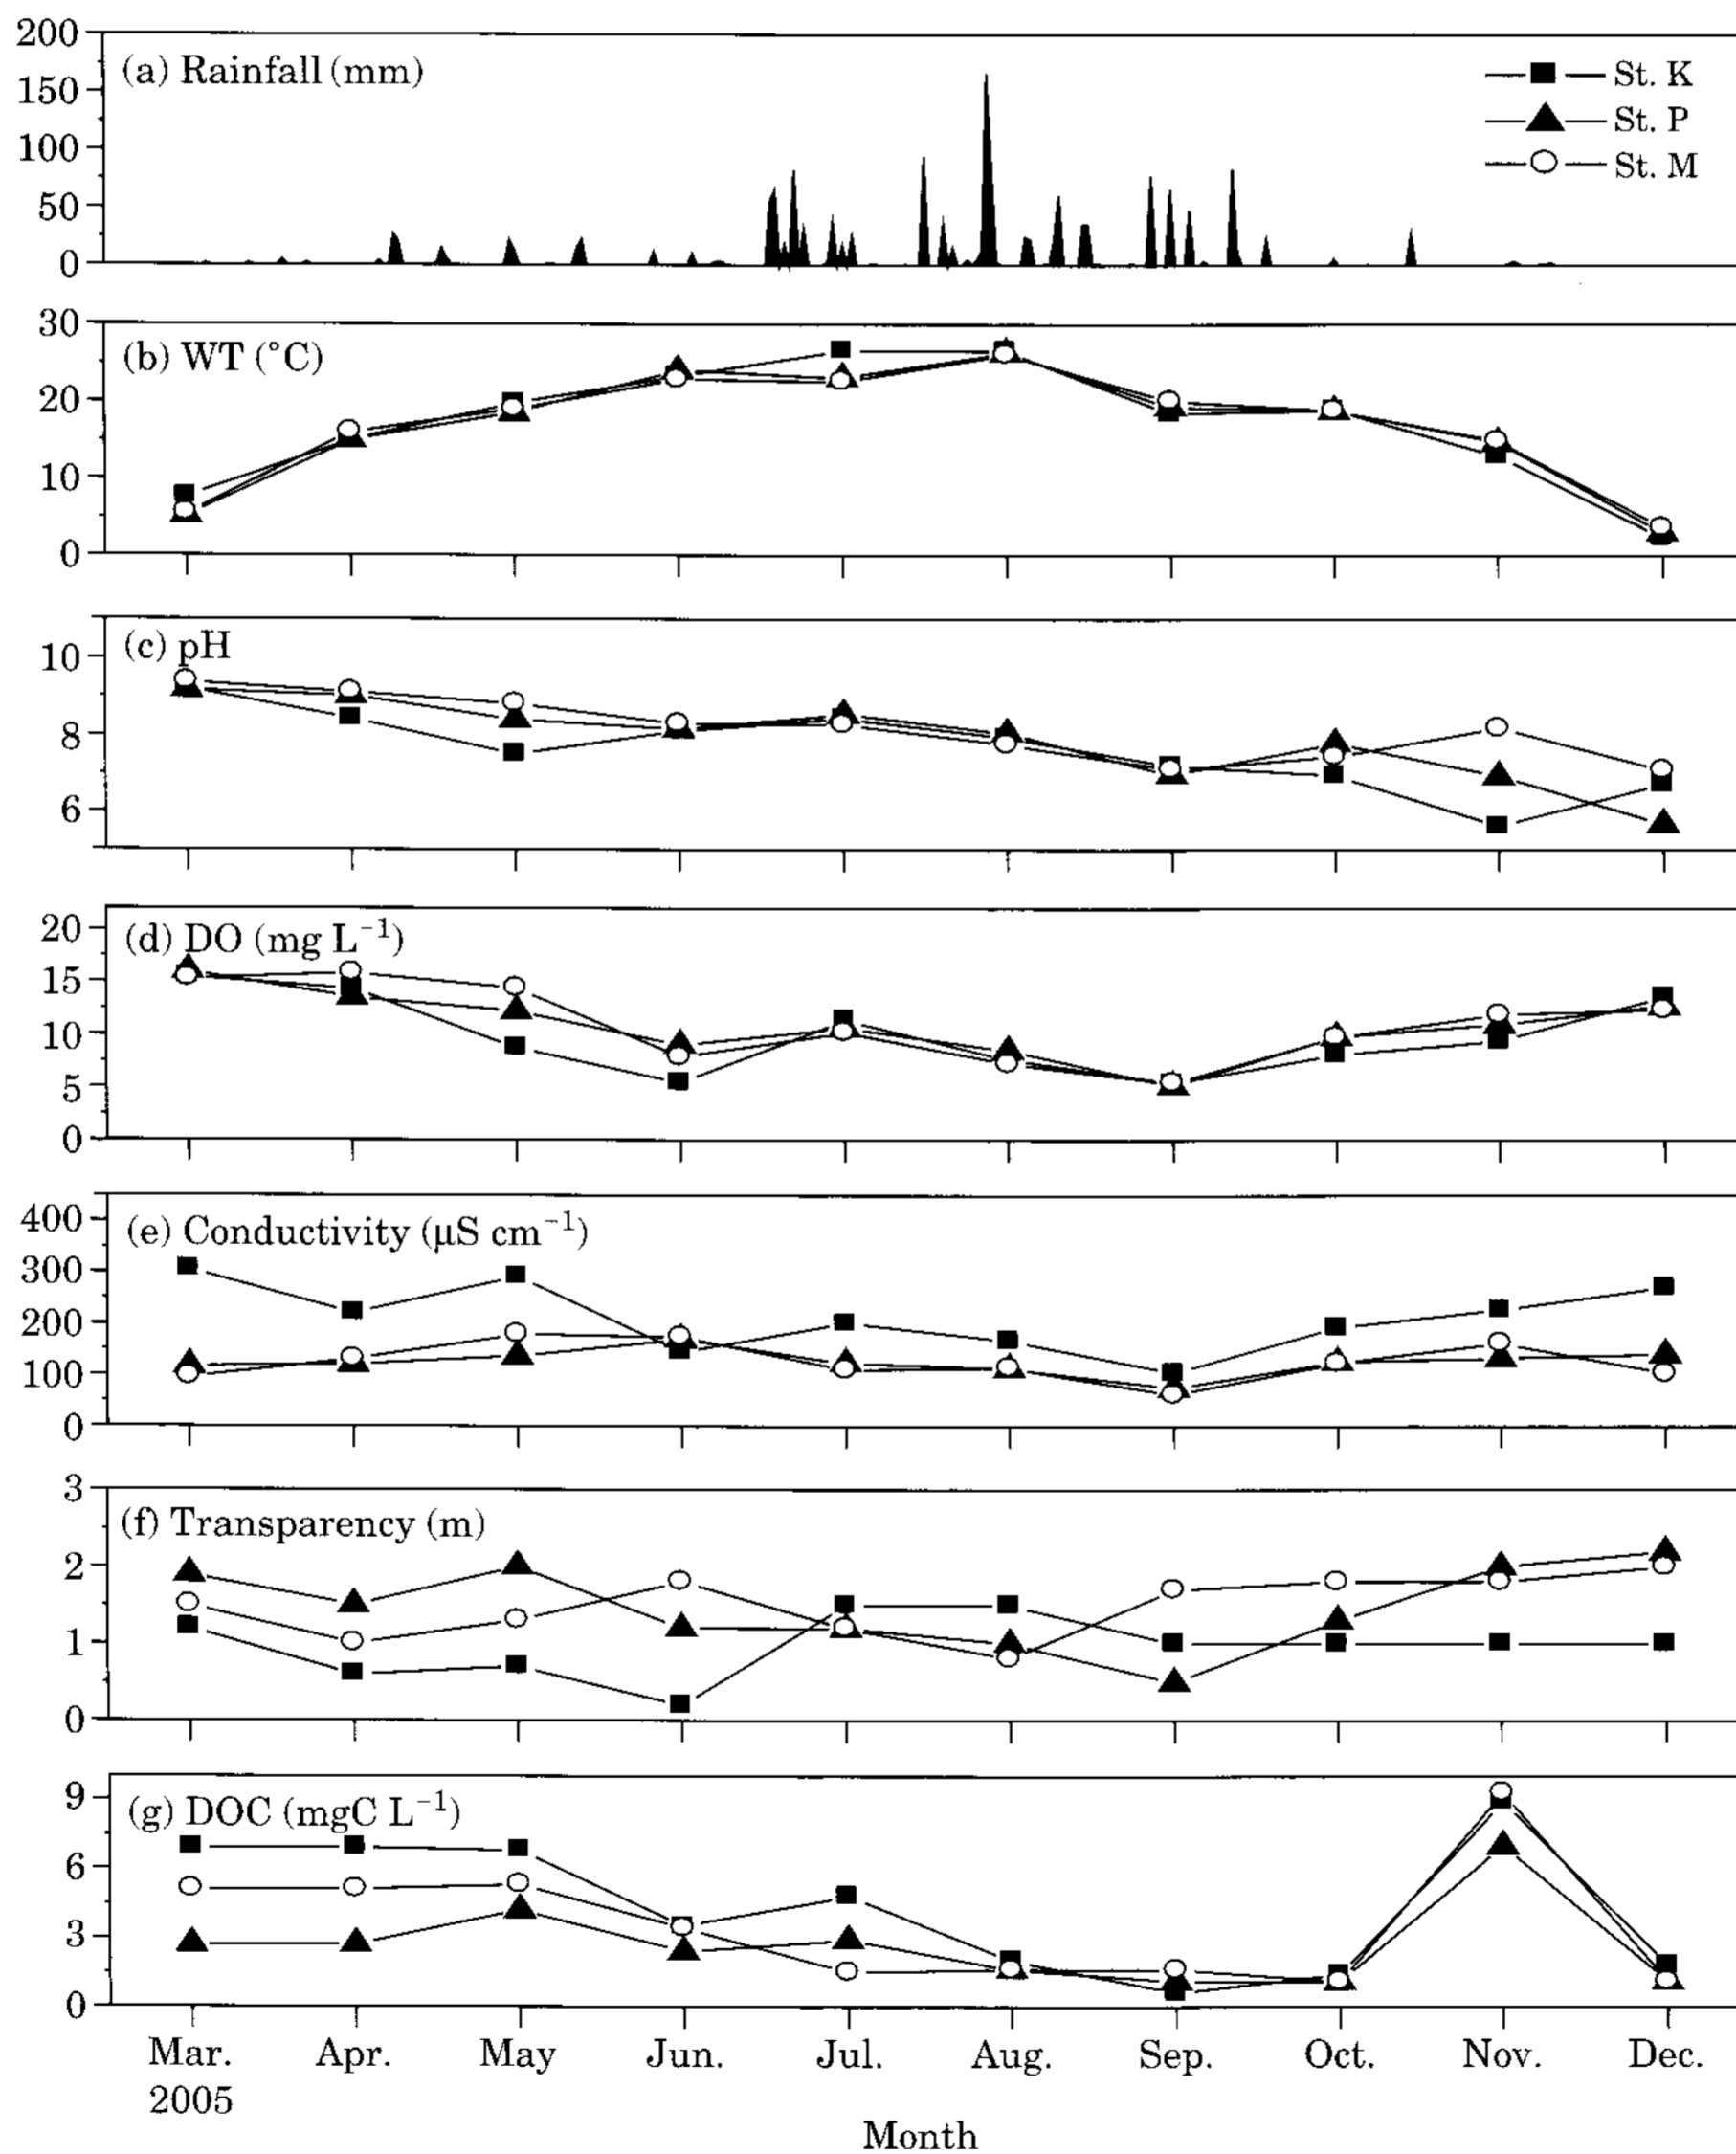 200
150
100
50
0
(a) Rainfall (mm)
St. K
St. P
St. M
30
20
10
0
(b) WT (°C)
10
8
6
(c) pH
20
15
10
5
0
(d) DO (mg L⁻¹)
400
300
200
100
0
(e) Conductivity (μS cm⁻¹)
3
2
1
0
(f) Transparency (m)
9
6
3
0
(g) DOC (mgC L⁻¹)
Mar. Apr. May Jun. Jul. Aug. Sep. Oct. Nov. Dec.
2005
Month